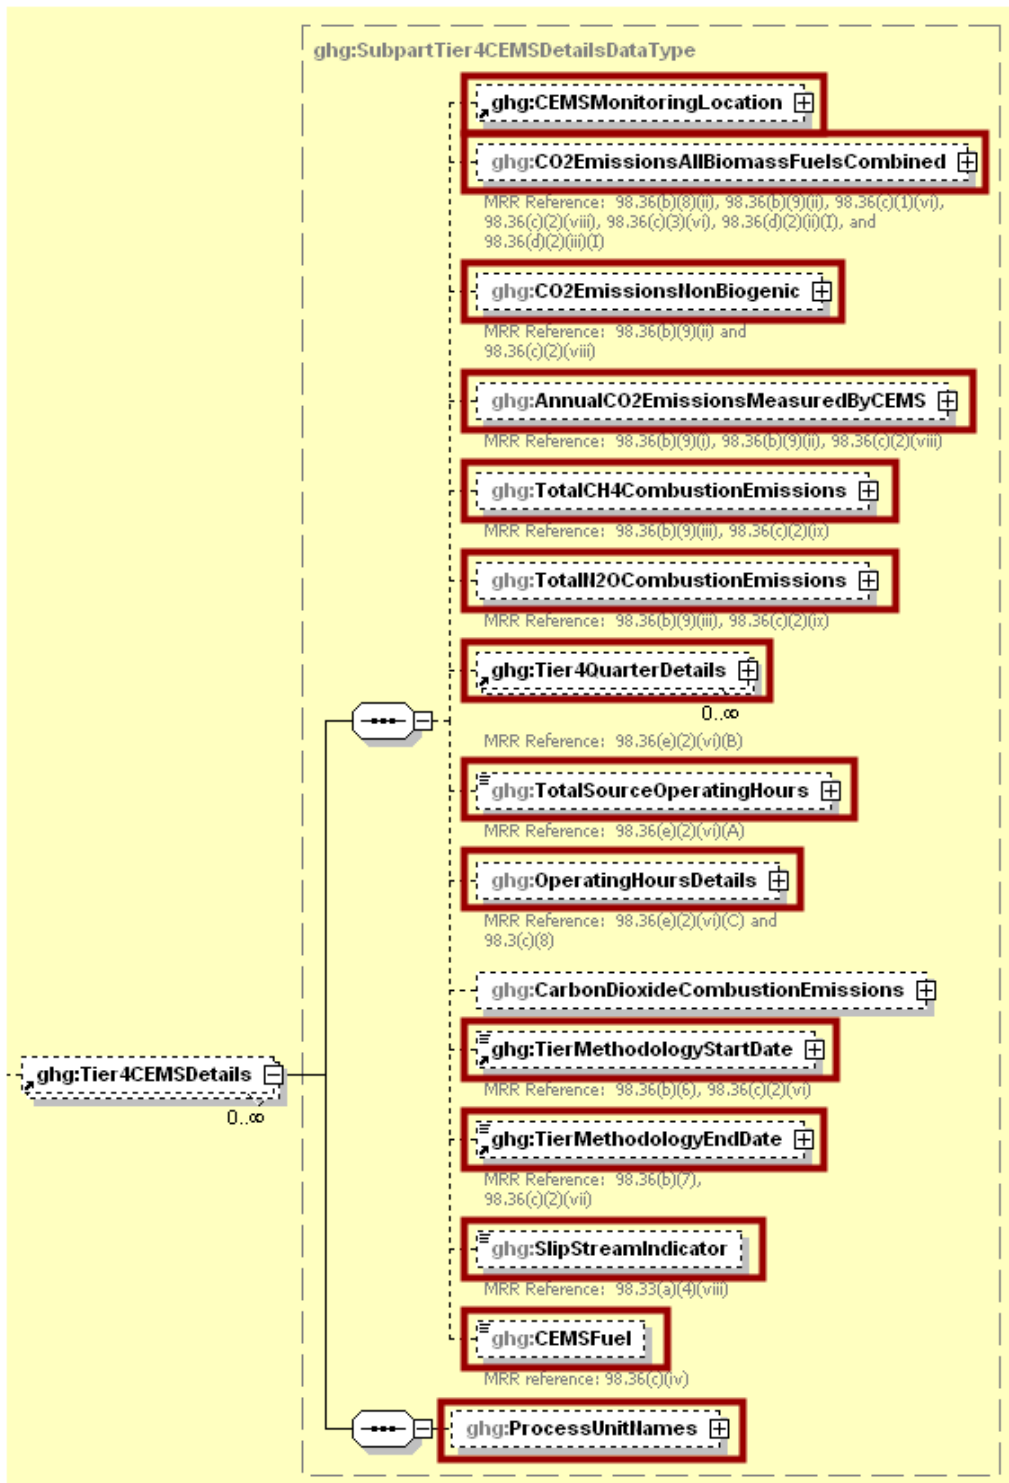 ghg:SubpartTier4CEMSDetailsDataType
ghg:CEMSMonitoringLocation
ghg:CO2EmissionsAllBiomassFuelsCombined
MRR Reference: 98.36(b)(8)(ii), 98.36(b)(9)(ii), 98.36(c)(1)(vi),
98.36(c)(2)(viii), 98.36(c)(3)(vi), 98.36(d)(2)(ii)(I), and
98.36(d)(2)(iii)(I)
ghg:CO2EmissionsNonBiogenic
MRR Reference: 98.36(b)(9)(ii) and
98.36(c)(2)(viii)
ghg:AnnualCO2EmissionsMeasuredByCEMS
MRR Reference: 98.36(b)(9)(i), 98.36(b)(9)(ii), 98.36(c)(2)(viii)
ghg:TotalCH4CombustionEmissions
MRR Reference: 98.36(b)(9)(iii), 98.36(c)(2)(ix)
ghg:TotalN2OCombustionEmissions
MRR Reference: 98.36(b)(9)(iii), 98.36(c)(2)(ix)
ghg:Tier4QuarterDetails
0..∞
MRR Reference: 98.36(e)(2)(vi)(B)
ghg:TotalSourceOperatingHours
MRR Reference: 98.36(e)(2)(vi)(A)
ghg:OperatingHoursDetails
MRR Reference: 98.36(e)(2)(vi)(C) and
98.3(c)(8)
ghg:CarbonDioxideCombustionEmissions
ghg:TierMethodologyStartDate
MRR Reference: 98.36(b)(6), 98.36(c)(2)(vi)
ghg:Tier4CEMSDetails
0..∞
ghg:TierMethodologyEndDate
MRR Reference: 98.36(b)(7),
98.36(c)(2)(vii)
ghg:SlipStreamIndicator
MRR Reference: 98.33(a)(4)(viii)
ghg:CEMSFuel
MRR reference: 98.36(c)(iv)
ghg:ProcessUnitNames